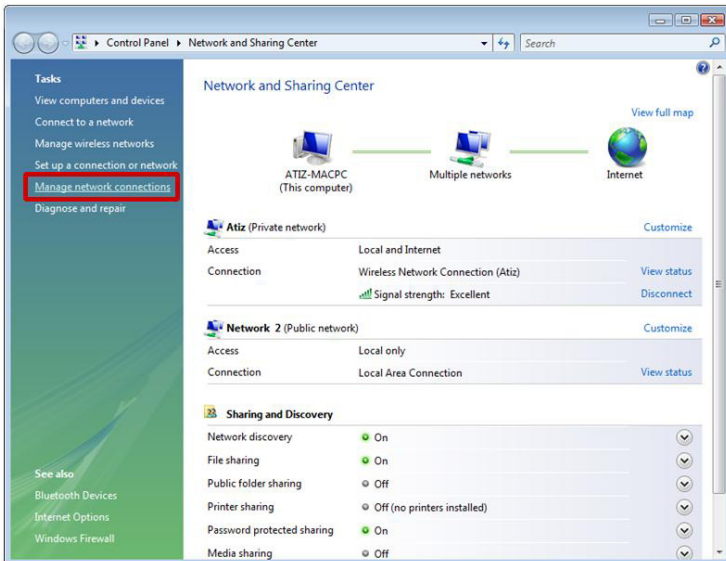 Control Panel ▸ Network and Sharing Center
Search
Tasks
View computers and devices
Connect to a network
Manage wireless networks
Set up a connection or network
Manage network connections
Diagnose and repair
See also
Bluetooth Devices
Internet Options
Windows Firewall
Network and Sharing Center
View full map
ATIZ-MACPC
(This computer)
Multiple networks
Internet
Atiz (Private network) Customize
Access Local and Internet
Connection Wireless Network Connection (Atiz) View status
Signal strength: Excellent Disconnect
Network 2 (Public network) Customize
Access Local only
Connection Local Area Connection View status
Sharing and Discovery
Network discovery On
File sharing On
Public folder sharing Off
Printer sharing Off (no printers installed)
Password protected sharing On
Media sharing Off